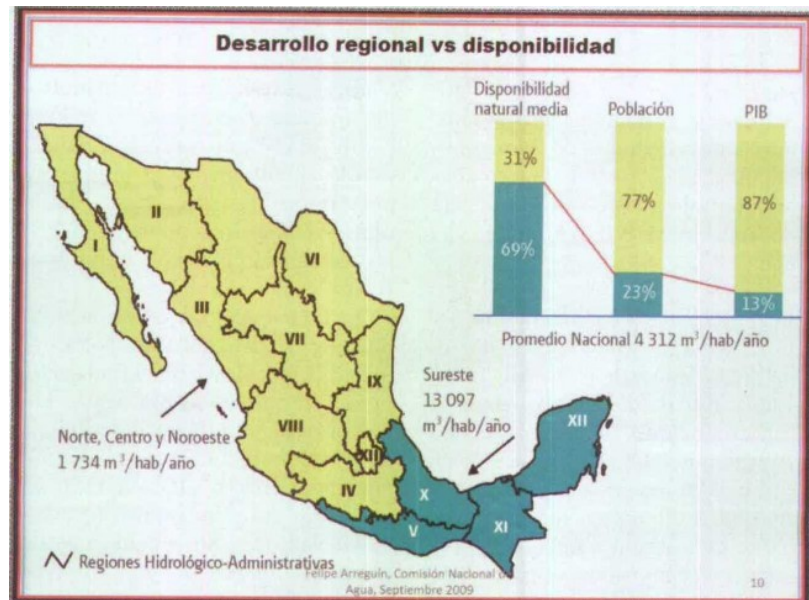 Desarrollo regional vs disponibilidad
Disponibilidad
natural media
Población
PIB
31%
77%
87%
69%
23%
13%
Promedio Nacional 4 312 m³/hab/año
I
II
III
VI
VII
IX
VIII
XIII
IV
X
V
XI
XII
Sureste
13 097
m³/hab/año
Norte, Centro y Noroeste
1 734 m³/hab/año
Regiones Hidrológico-Administrativas
Felipe Arreguín, Comisión Nacional d
Agua, Septiembre 2009
10